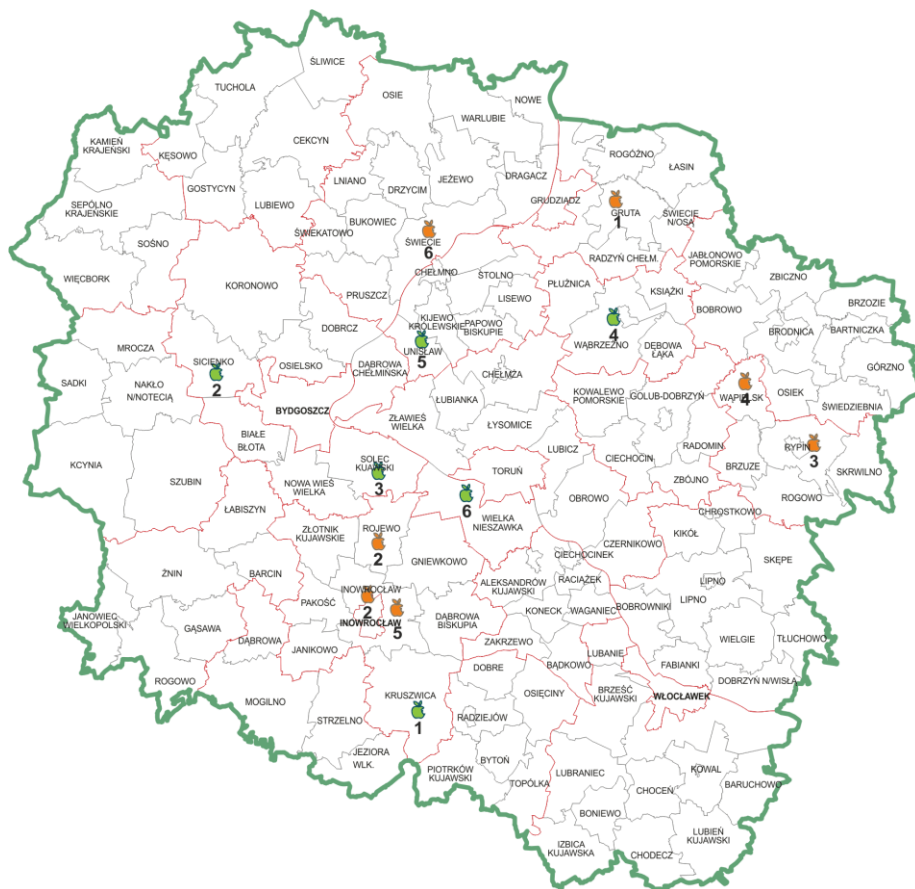 ŚLIWICE
TUCHOLA
OSIE
NOWE
WARLUBIE
KAMIEŃ
KRAJEŃSKI
CEKCYN
KĘSOWO
ROGÓŹNO
ŁASIN
LNIANO
JEŻEWO
DRAGACZ
GOSTYCYN
DRZYCIM
SEPÓLNO
KRAJEŃSKIE
LUBIEWO
GRUDZIĄDZ
GRUTA
1
BUKOWIEC
ŚWIECIE
N/OSĄ
ŚWIEKATOWO
SOŚNO
ŚWIECIE
6
RADZYŃ CHEŁM.
JABŁONOWO
POMORSKIE
WIĘCBORK
CHEŁMNO
STOLNO
ZBICZNO
KORONOWO
PRUSZCZ
PŁUŻNICA
KSIĄŻKI
LISEWO
BOBROWO
BRZOZIE
KIJEWO
KRÓLEWSKIE
PAPOWO
BISKUPIE
4
BRODNICA
BARTNICZKA
DOBRCZ
MROCZA
UNISŁAW
5
WĄBRZEŹNO
DĘBOWA
ŁĄKA
SICIENKO
2
OSIELSKO
DĄBROWA
CHEŁMIŃSKA
CHEŁMŻA
GÓRZNO
SADKI
NAKŁO
N/NOTECIĄ
KOWALEWO
POMORSKIE
GOLUB-DOBRZYŃ
WĄPIELSK
4
OSIEK
ŁUBIANKA
ŚWIEDZIEBNIA
BYDGOSZCZ
ZŁAWIEŚ
WIELKA
ŁYSOMICE
BIAŁE
BŁOTA
RADOMIN
RYPIN
3
LUBICZ
SOLEC
KUJAWSKI
3
KCYNIA
CIECHOCIN
BRZUZE
TORUŃ
SKRWILNO
SZUBIN
NOWA WIEŚ
WIELKA
ZBÓJNO
OBROWO
ROGOWO
ŁABISZYN
6
CHROSTKOWO
WIELKA
NIESZAWKA
ZŁOTNIK
KUJAWSKIE
ROJEWO
2
KIKÓŁ
CZERNIKOWO
CIECHOCINEK
GNIEWKOWO
SKĘPE
ŻNIN
BARCIN
ALEKSANDRÓW
KUJAWSKI
RACIĄŻEK
LIPNO
INOWROCŁAW
2
PAKOŚĆ
LIPNO
5
KONECK
WAGANIEC
BOBROWNIKI
JANOWIEC
WIELKOPOLSKI
DĄBROWA
BISKUPIA
INOWROCŁAW
GĄSAWA
DĄBROWA
WIELGIE
TŁUCHOWO
ZAKRZEWO
JANIKOWO
LUBANIE
BĄDKOWO
FABIANKI
DOBRE
ROGOWO
DOBRZYŃ N/WISŁĄ
OSIĘCINY
BRZEŚĆ
KUJAWSKI
WŁOCŁAWEK
KRUSZWICA
1
MOGILNO
RADZIEJÓW
STRZELNO
JEZIORA
WLK.
BYTOŃ
KOWAL
PIOTRKÓW
KUJAWSKI
LUBRANIEC
TOPÓLKA
BARUCHOWO
CHOCEŃ
BONIEWO
LUBIEŃ
KUJAWSKI
IZBICA
KUJAWSKA
CHODECZ